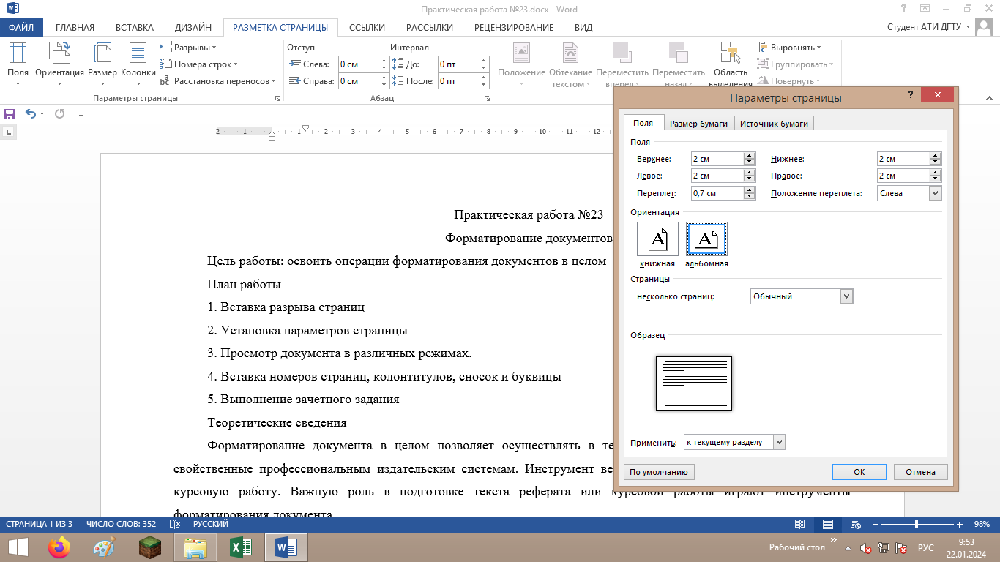 Практическая работа №23.docx - Word
ФАЙЛ ГЛАВНАЯ ВСТАВКА ДИЗАЙН РАЗМЕТКА СТРАНИЦЫ ССЫЛКИ РАССЫЛКИ РЕЦЕНЗИРОВАНИЕ ВИД Студент АТИ ДГТУ
Поля Ориентация Размер Колонки
Разрывы
Номера строк
Расстановка переносов
Параметры страницы
Отступ Интервал
Слева: 0 см До: 0 пт
Справа: 0 см После: 0 пт
Абзац
Положение Обтекание текстом Переместить вперед Переместить назад Область выделения
Выровнять
Группировать
Повернуть
2 1 1 2 3 4 5 6 7 8 9 10 11 12
Практическая работа №23
Форматирование документов
Цель работы: освоить операции форматирования документов в целом
План работы
1. Вставка разрыва страниц
2. Установка параметров страницы
3. Просмотр документа в различных режимах.
4. Вставка номеров страниц, колонтитулов, сносок и буквицы
5. Выполнение зачетного задания
Теоретические сведения
Форматирование документа в целом позволяет осуществлять в
свойственные профессиональным издательским системам. Инструмент
курсовую работу. Важную роль в подготовке текста реферата или курсовой работы играют инструменты
форматирования документа
Параметры страницы ?
Поля Размер бумаги Источник бумаги
Поля
Верхнее: 2 см Нижнее: 2 см
Левое: 2 см Правое: 2 см
Переплет: 0,7 см Положение переплета: Слева
Ориентация
A A
книжная альбомная
Страницы
несколько страниц: Обычный
Образец
Применить: к текущему разделу
По умолчанию ОК Отмена
СТРАНИЦА 1 ИЗ 3 ЧИСЛО СЛОВ: 352 РУССКИЙ 98%
Рабочий стол РУС 9:53
22.01.2024